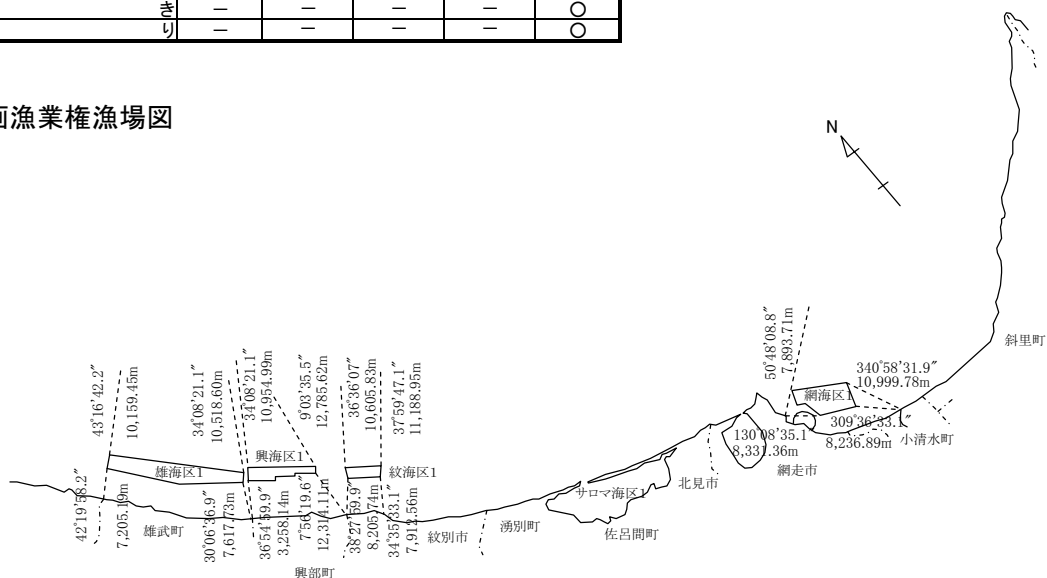 き － － － － ○
り － － － － ○
画漁業権漁場図
N
斜里町
43°16′42.2″
10,159.45m
34°08′21.1″
10,518.60m
34°08′21.1″
10,954.99m
9°03′35.5″
12,785.62m
36°36′07″
10,605.83m
37°59′47.1″
11,188.95m
50°48′08.8″
7,893.71m
340°58′31.9″
10,999.78m
網海区1
309°36′33.1″
8,236.89m
小清水町
130°08′35.1″
8,331.36m
網走市
北見市
サロマ海区1
佐呂間町
湧別町
紋別市
雄海区1
興海区1
紋海区1
42°19′58.2″
7,205.19m
雄武町
30°06′36.9″
7,617.73m
36°54′59.9″
3,258.14m
7°56′19.6″
12,314.11m
38°27′59.9″
8,205.74m
34°35′33.1″
7,912.56m
興部町